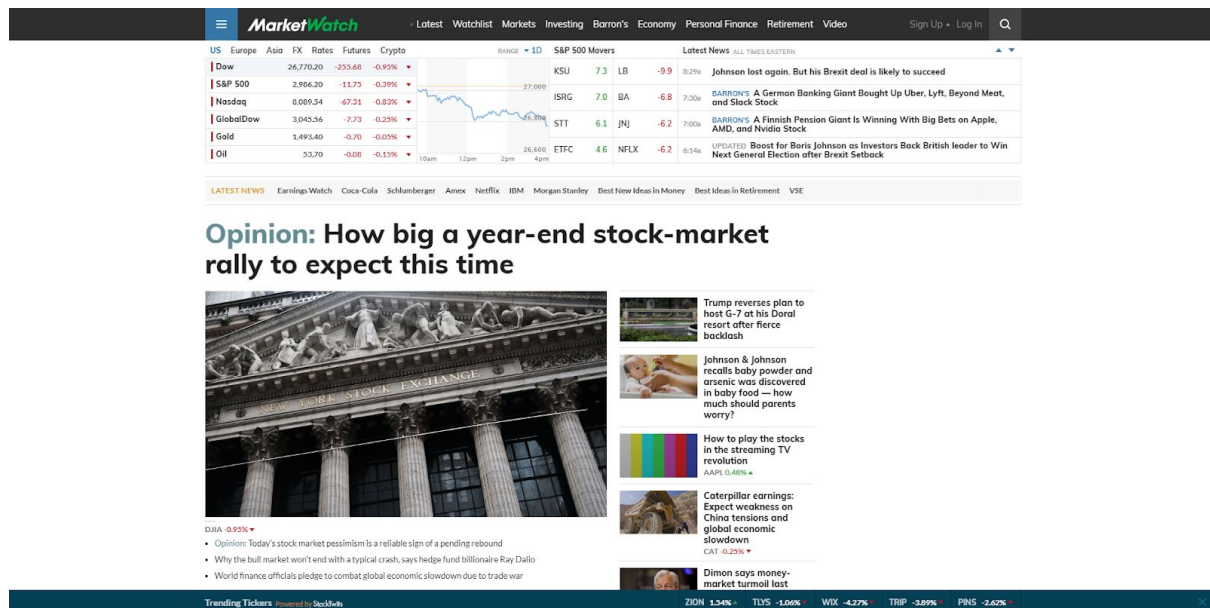 MarketWatch
Latest Watchlist Markets Investing Barron's Economy Personal Finance Retirement Video
Sign Up • Log In
US Europe Asia FX Rates Futures Crypto
RANGE 1D
Dow 26,770.20 -255.68 -0.95%
S&P 500 2,986.20 -11.75 -0.39%
Nasdaq 8,089.54 -67.31 -0.83%
GlobalDow 3,045.56 -7.73 -0.25%
Gold 1,493.40 -0.70 -0.05%
Oil 53.70 -0.08 -0.15%
27,000
26,800
26,600
10am 12pm 2pm 4pm
S&P 500 Movers
KSU 7.3 LB -9.9
ISRG 7.0 BA -6.8
STT 6.1 JNJ -6.2
ETFC 4.6 NFLX -6.2
Latest News ALL TIMES EASTERN
8:29a Johnson lost again. But his Brexit deal is likely to succeed
7:30a BARRON'S A German Banking Giant Bought Up Uber, Lyft, Beyond Meat,
and Slack Stock
7:00a BARRON'S A Finnish Pension Giant Is Winning With Big Bets on Apple,
AMD, and Nvidia Stock
6:14a UPDATED Boost for Boris Johnson as Investors Back British leader to Win
Next General Election after Brexit Setback
LATEST NEWS Earnings Watch Coca-Cola Schlumberger Amex Netflix IBM Morgan Stanley Best New Ideas in Money Best Ideas in Retirement VSE
Opinion: How big a year-end stock-market
rally to expect this time
NEW YORK STOCK EXCHANGE
DJIA -0.95%
• Opinion: Today's stock market pessimism is a reliable sign of a pending rebound
• Why the bull market won't end with a typical crash, says hedge fund billionaire Ray Dalio
• World finance officials pledge to combat global economic slowdown due to trade war
Trump reverses plan to
host G-7 at his Doral
resort after fierce
backlash
Johnson & Johnson
recalls baby powder and
arsenic was discovered
in baby food — how
much should parents
worry?
How to play the stocks
in the streaming TV
revolution
AAPL 0.48%
Caterpillar earnings:
Expect weakness on
China tensions and
global economic
slowdown
CAT -0.25%
Dimon says money-
market turmoil last
Trending Tickers Powered by StockTwits
ZION 1.54% TLYS -1.06% WIX -4.27% TRIP -3.89% PINS -2.62%